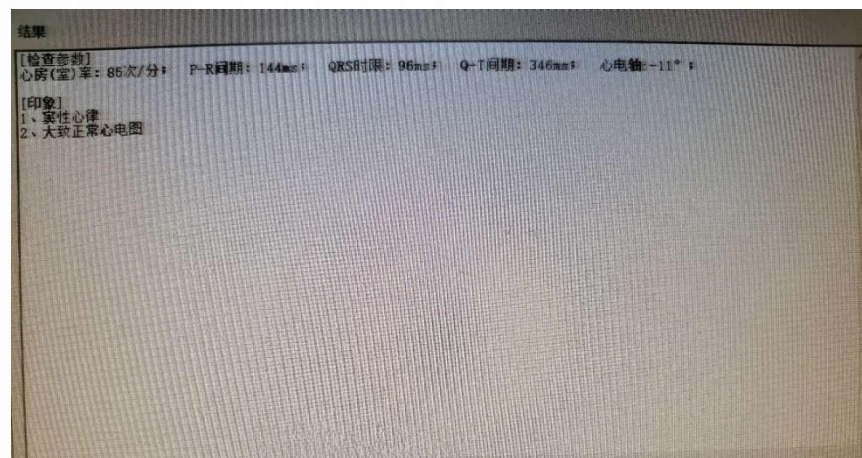 结果
[检查参数]
心房(室)率: 85次/分; P-R间期: 144ms; QRS时限: 96ms; Q-T间期: 346ms; 心电轴:-11° ;
[印象]
1、窦性心律
2、大致正常心电图